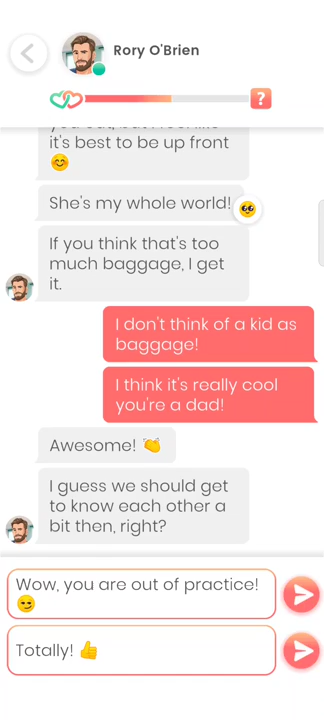 Rory O'Brien
?
it's best to be up front
😊
She's my whole world!
If you think that's too
much baggage, I get
it.
I don't think of a kid as
baggage!
I think it's really cool
you're a dad!
Awesome! 👏
I guess we should get
to know each other a
bit then, right?
Wow, you are out of practice!
😏
Totally! 👍